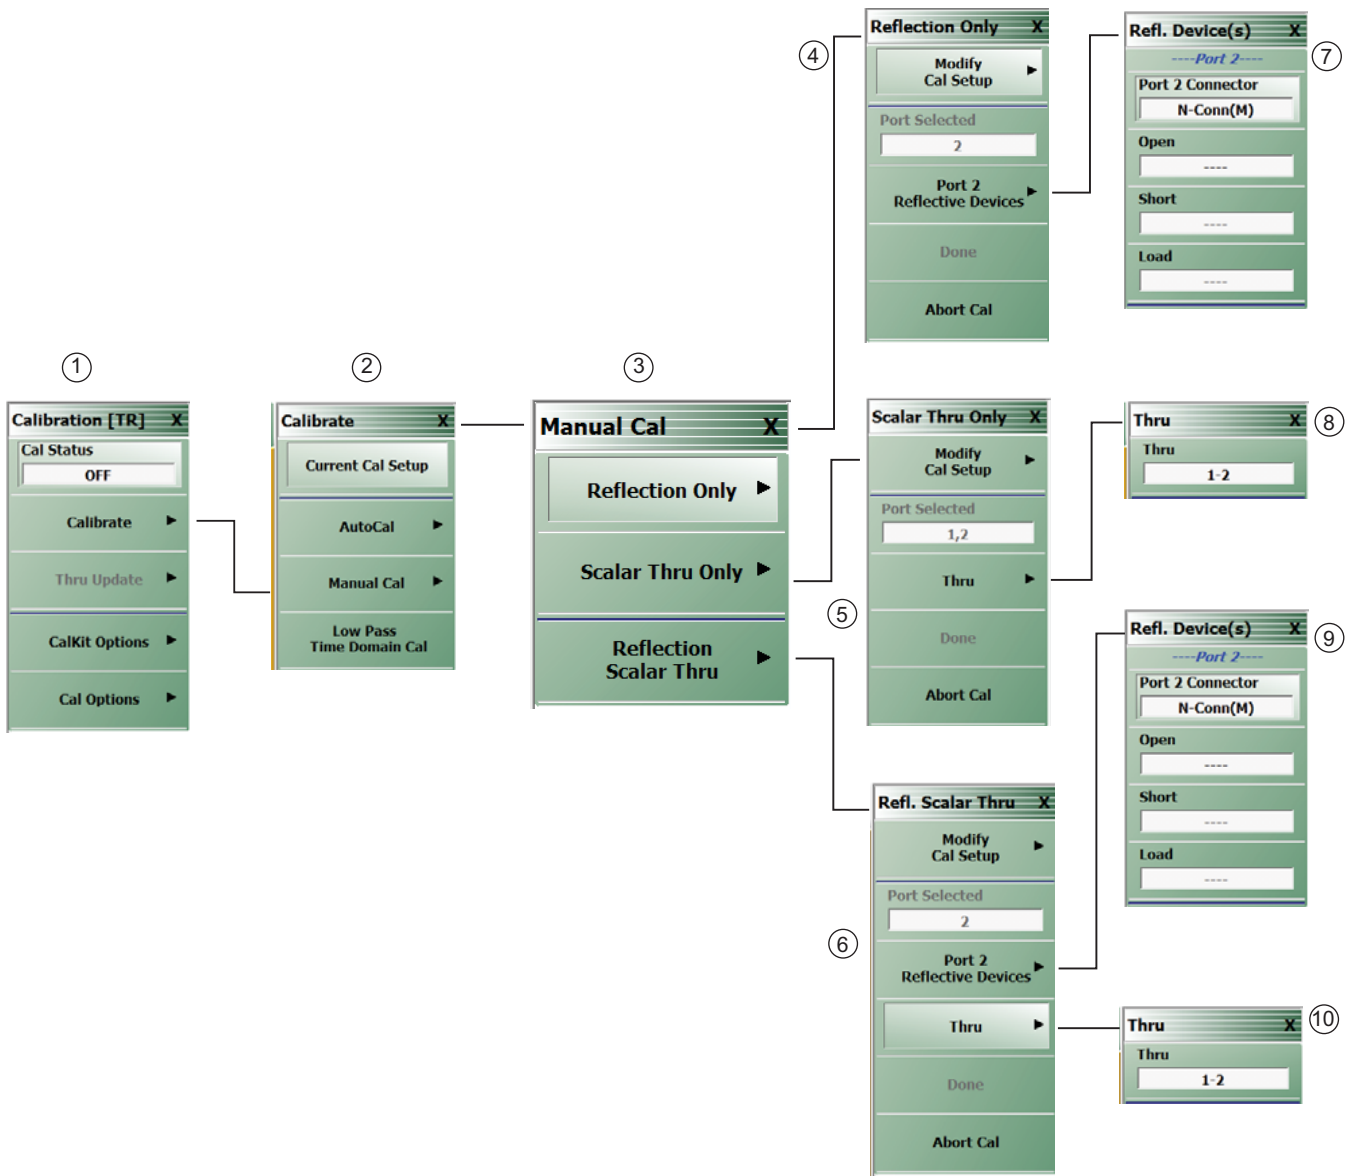 1
Calibration [TR] X
Cal Status
OFF
Calibrate
Thru Update
CalKit Options
Cal Options
2
Calibrate X
Current Cal Setup
AutoCal
Manual Cal
Low Pass
Time Domain Cal
3
Manual Cal X
Reflection Only
Scalar Thru Only
Reflection
Scalar Thru
4
Reflection Only X
Modify
Cal Setup
Port Selected
2
Port 2
Reflective Devices
Done
Abort Cal
5
Scalar Thru Only X
Modify
Cal Setup
Port Selected
1,2
Thru
Done
Abort Cal
6
Refl. Scalar Thru X
Modify
Cal Setup
Port Selected
2
Port 2
Reflective Devices
Thru
Done
Abort Cal
7
Refl. Device(s) X
----Port 2----
Port 2 Connector
N-Conn(M)
Open
----
Short
----
Load
----
8
Thru X
Thru
1-2
9
Refl. Device(s) X
----Port 2----
Port 2 Connector
N-Conn(M)
Open
----
Short
----
Load
----
10
Thru X
Thru
1-2